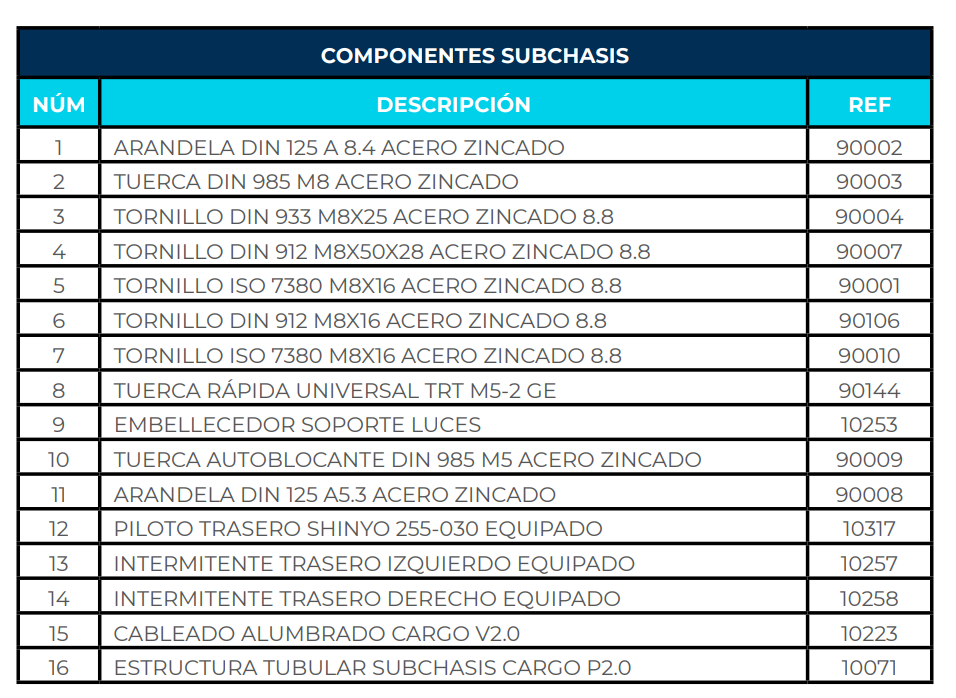 COMPONENTES SUBCHASIS
NÚM DESCRIPCIÓN REF
1 ARANDELA DIN 125 A 8.4 ACERO ZINCADO 90002
2 TUERCA DIN 985 M8 ACERO ZINCADO 90003
3 TORNILLO DIN 933 M8X25 ACERO ZINCADO 8.8 90004
4 TORNILLO DIN 912 M8X50X28 ACERO ZINCADO 8.8 90007
5 TORNILLO ISO 7380 M8X16 ACERO ZINCADO 8.8 90001
6 TORNILLO DIN 912 M8X16 ACERO ZINCADO 8.8 90106
7 TORNILLO ISO 7380 M8X16 ACERO ZINCADO 8.8 90010
8 TUERCA RÁPIDA UNIVERSAL TRT M5-2 GE 90144
9 EMBELLECEDOR SOPORTE LUCES 10253
10 TUERCA AUTOBLOCANTE DIN 985 M5 ACERO ZINCADO 90009
11 ARANDELA DIN 125 A5.3 ACERO ZINCADO 90008
12 PILOTO TRASERO SHINYO 255-030 EQUIPADO 10317
13 INTERMITENTE TRASERO IZQUIERDO EQUIPADO 10257
14 INTERMITENTE TRASERO DERECHO EQUIPADO 10258
15 CABLEADO ALUMBRADO CARGO V2.0 10223
16 ESTRUCTURA TUBULAR SUBCHASIS CARGO P2.0 10071